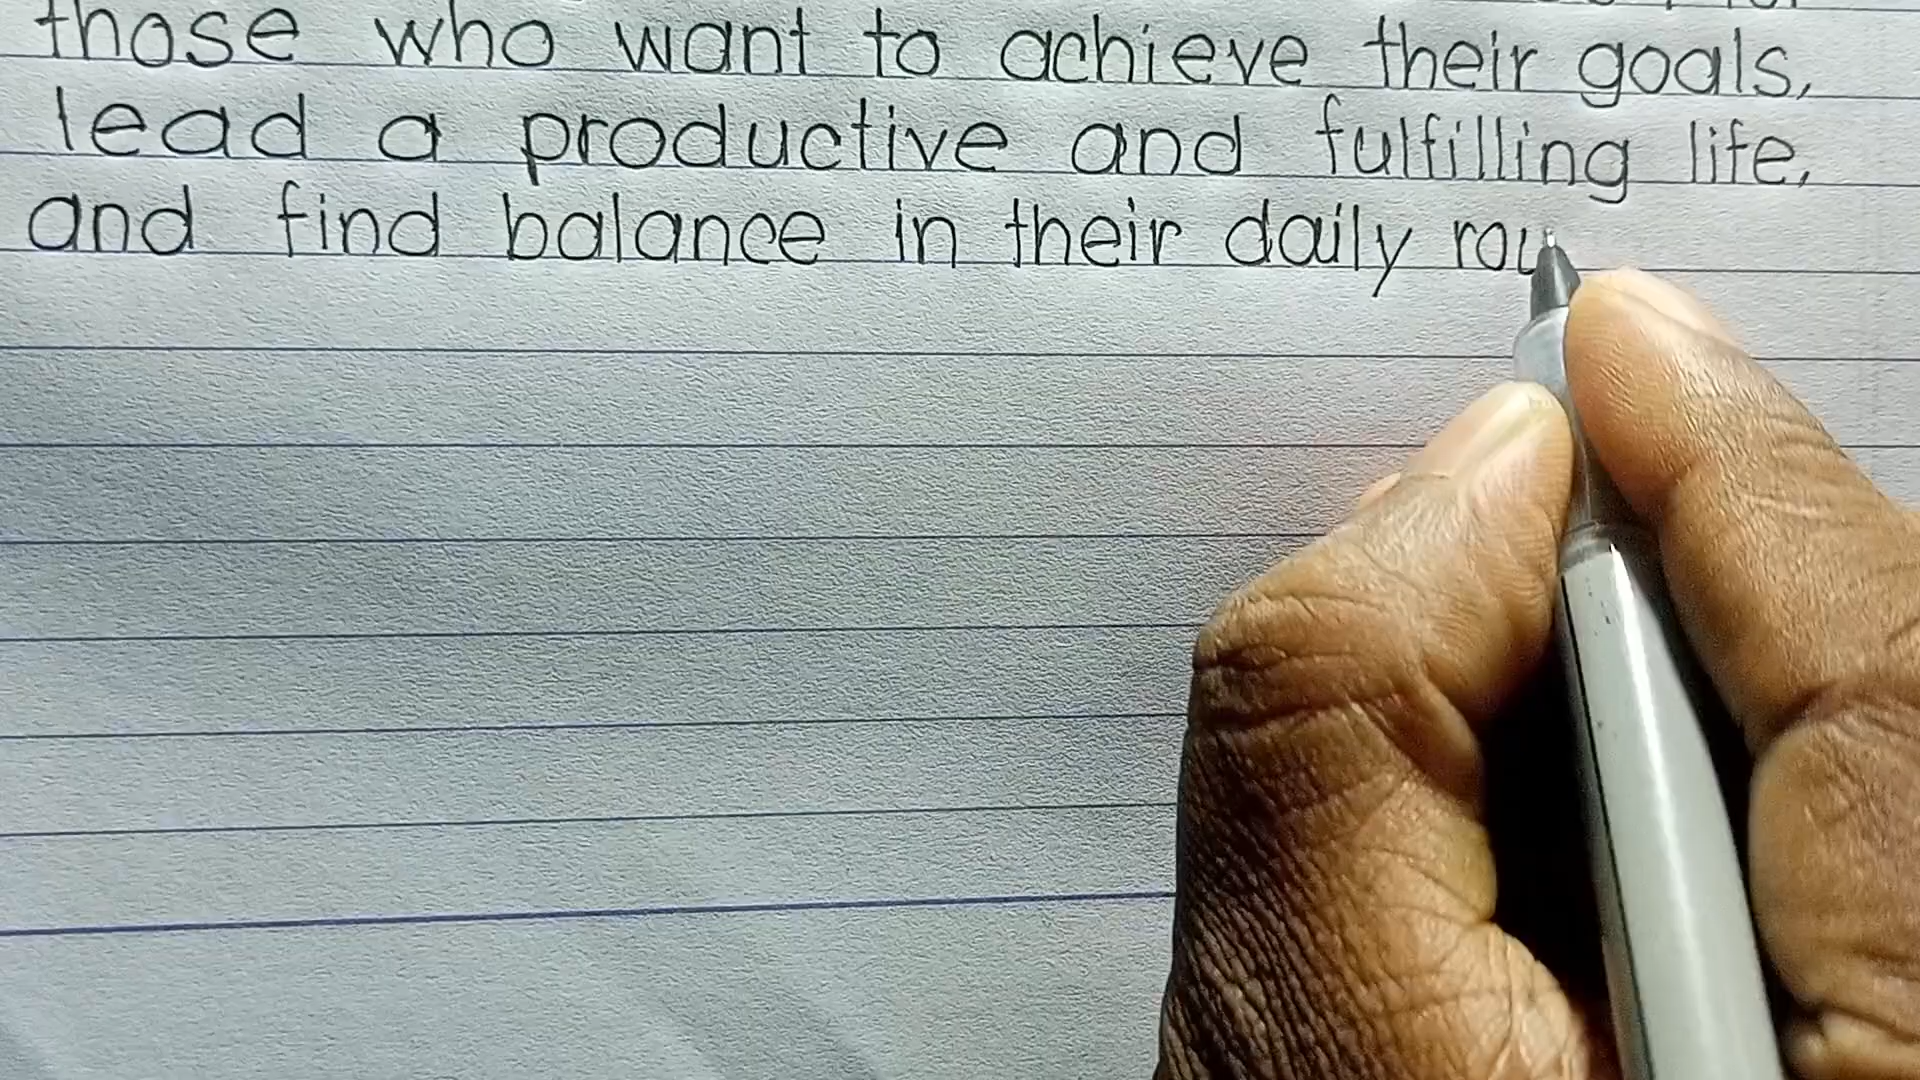 those who want to achieve their goals,
lead a productive and fulfilling life,
and find balance in their daily rou